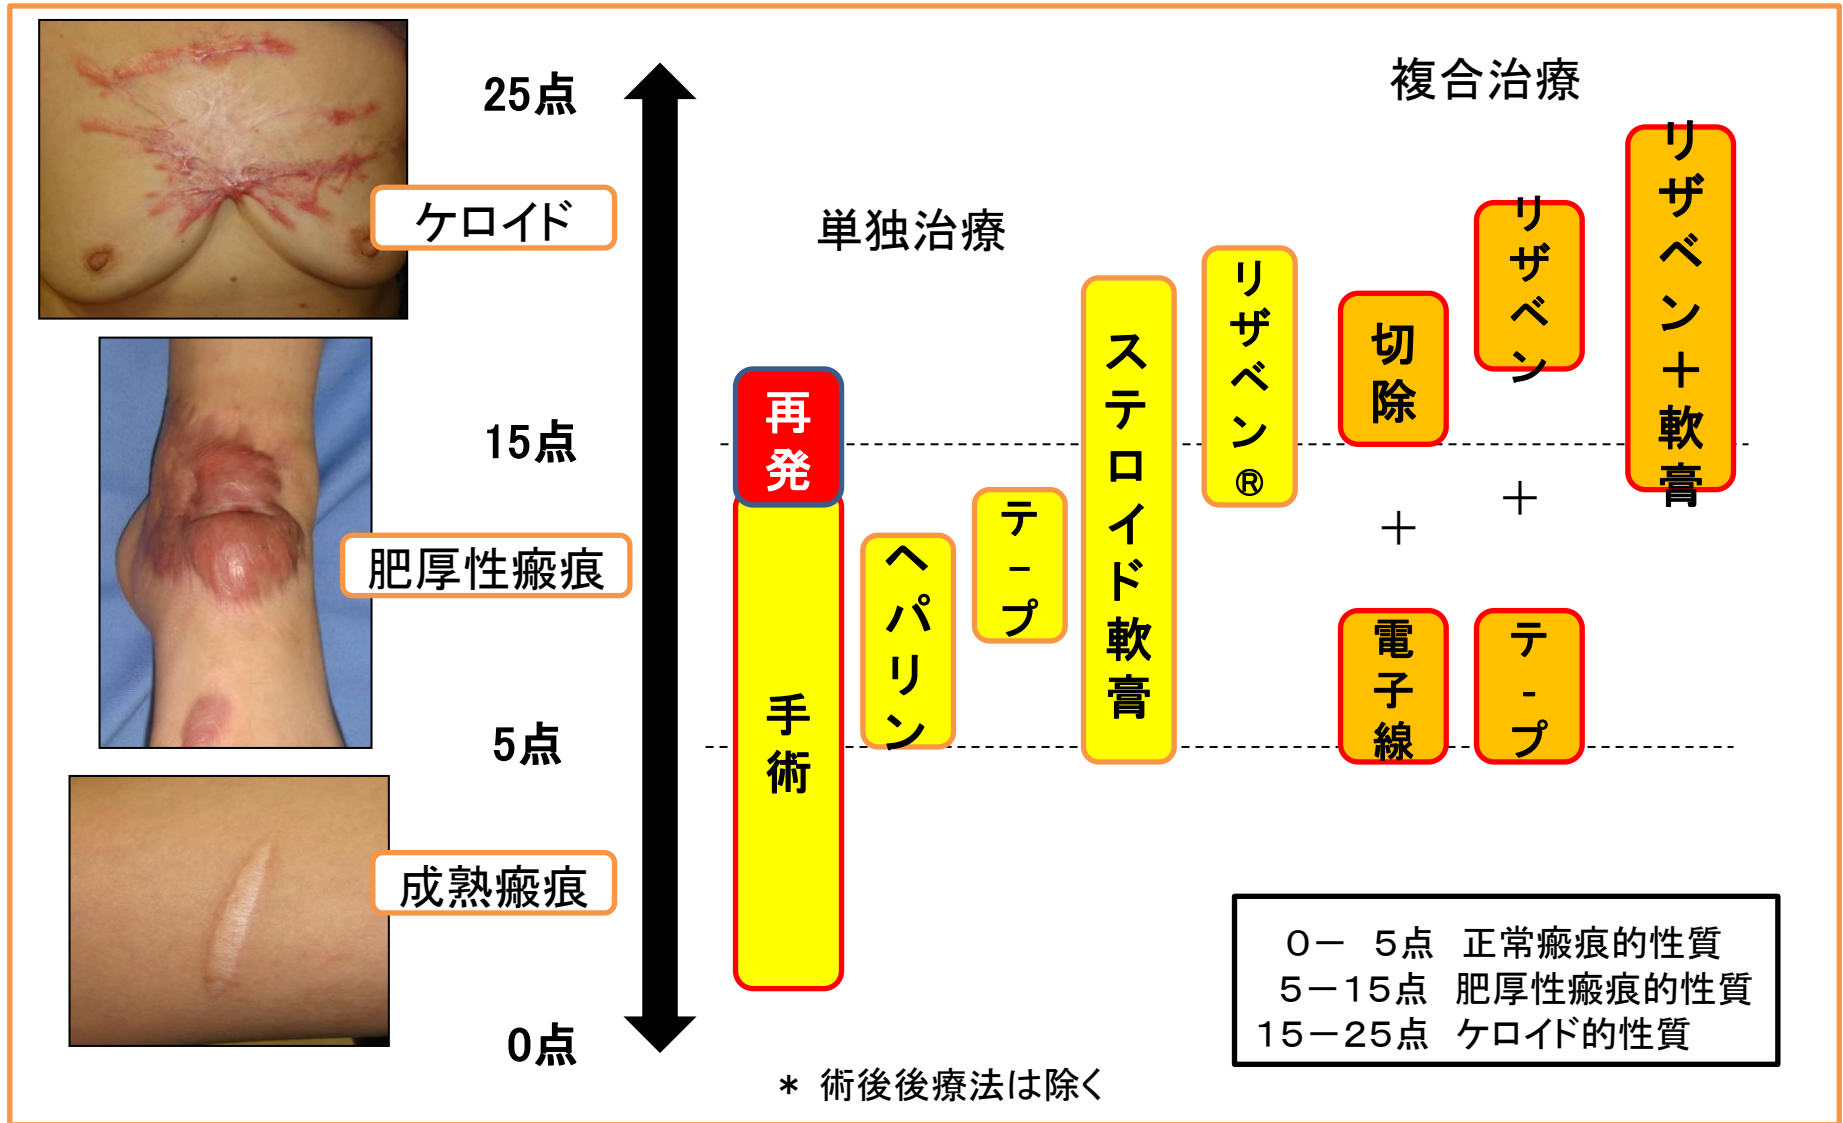 25点
15点
5点
0点
ケロイド
肥厚性瘢痕
成熟瘢痕
単独治療
再発
手術
ヘパリン
テ-プ
ステロイド軟膏
リザベン®
複合治療
切除
+
電子線
リザベン
+
テ-プ
リザベン+軟膏
0- 5点 正常瘢痕的性質
5-15点 肥厚性瘢痕的性質
15-25点 ケロイド的性質
* 術後後療法は除く